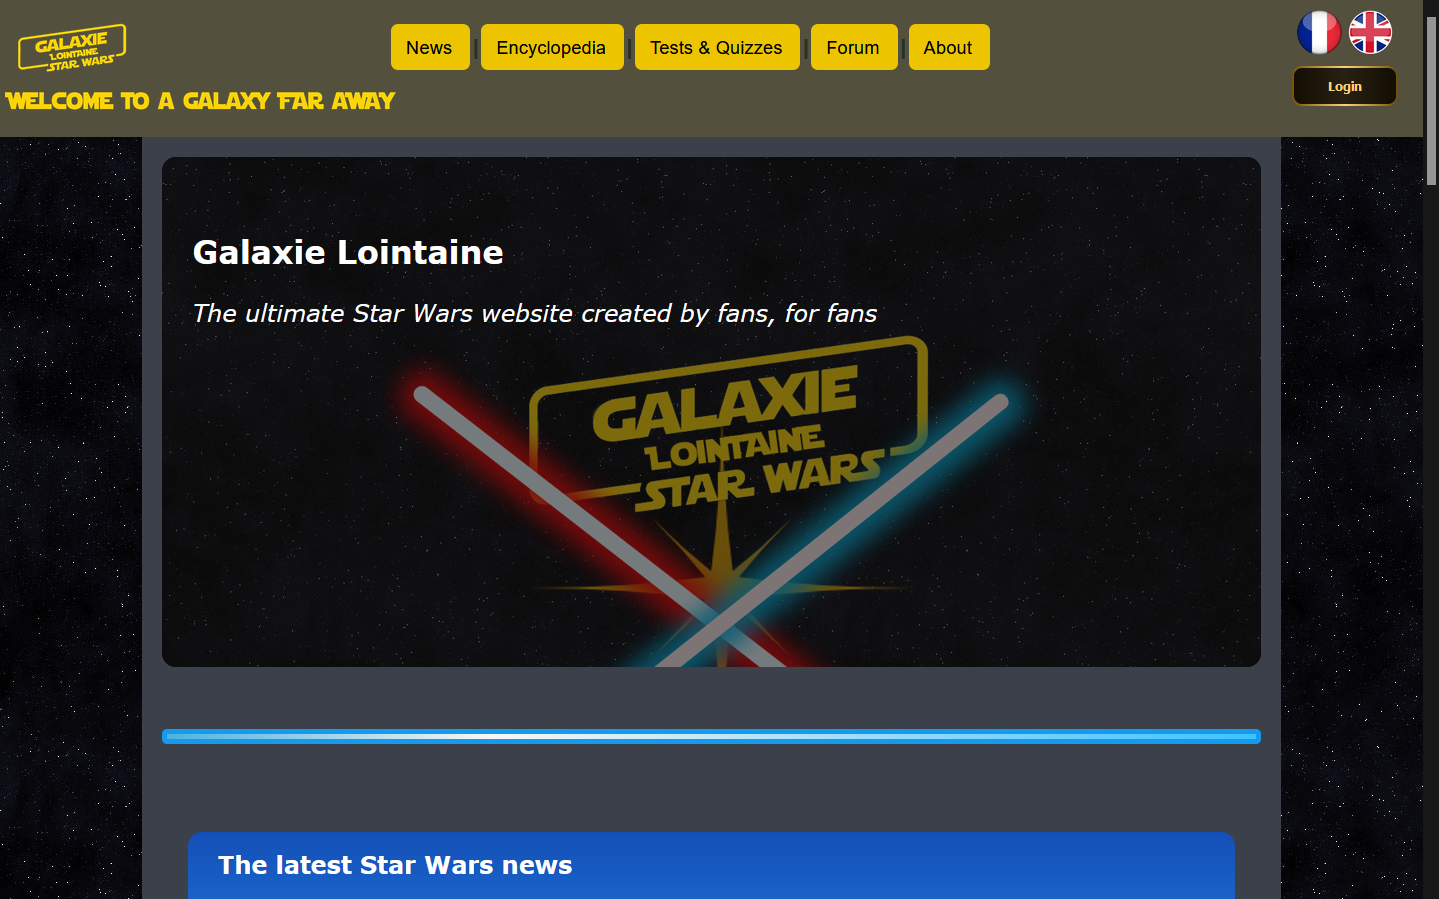 GALAXIE
LOINTAINE
STAR WARS
WELCOME TO A GALAXY FAR AWAY
News | Encyclopedia | Tests & Quizzes | Forum | About
Login
Galaxie Lointaine
The ultimate Star Wars website created by fans, for fans
GALAXIE
LOINTAINE
STAR WARS
The latest Star Wars news